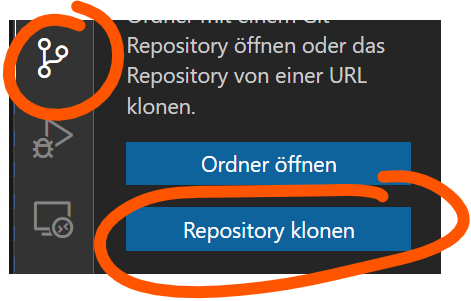 Ordner mit einem Git
Repository öffnen oder das
Repository von einer URL
klonen.
Ordner öffnen
Repository klonen